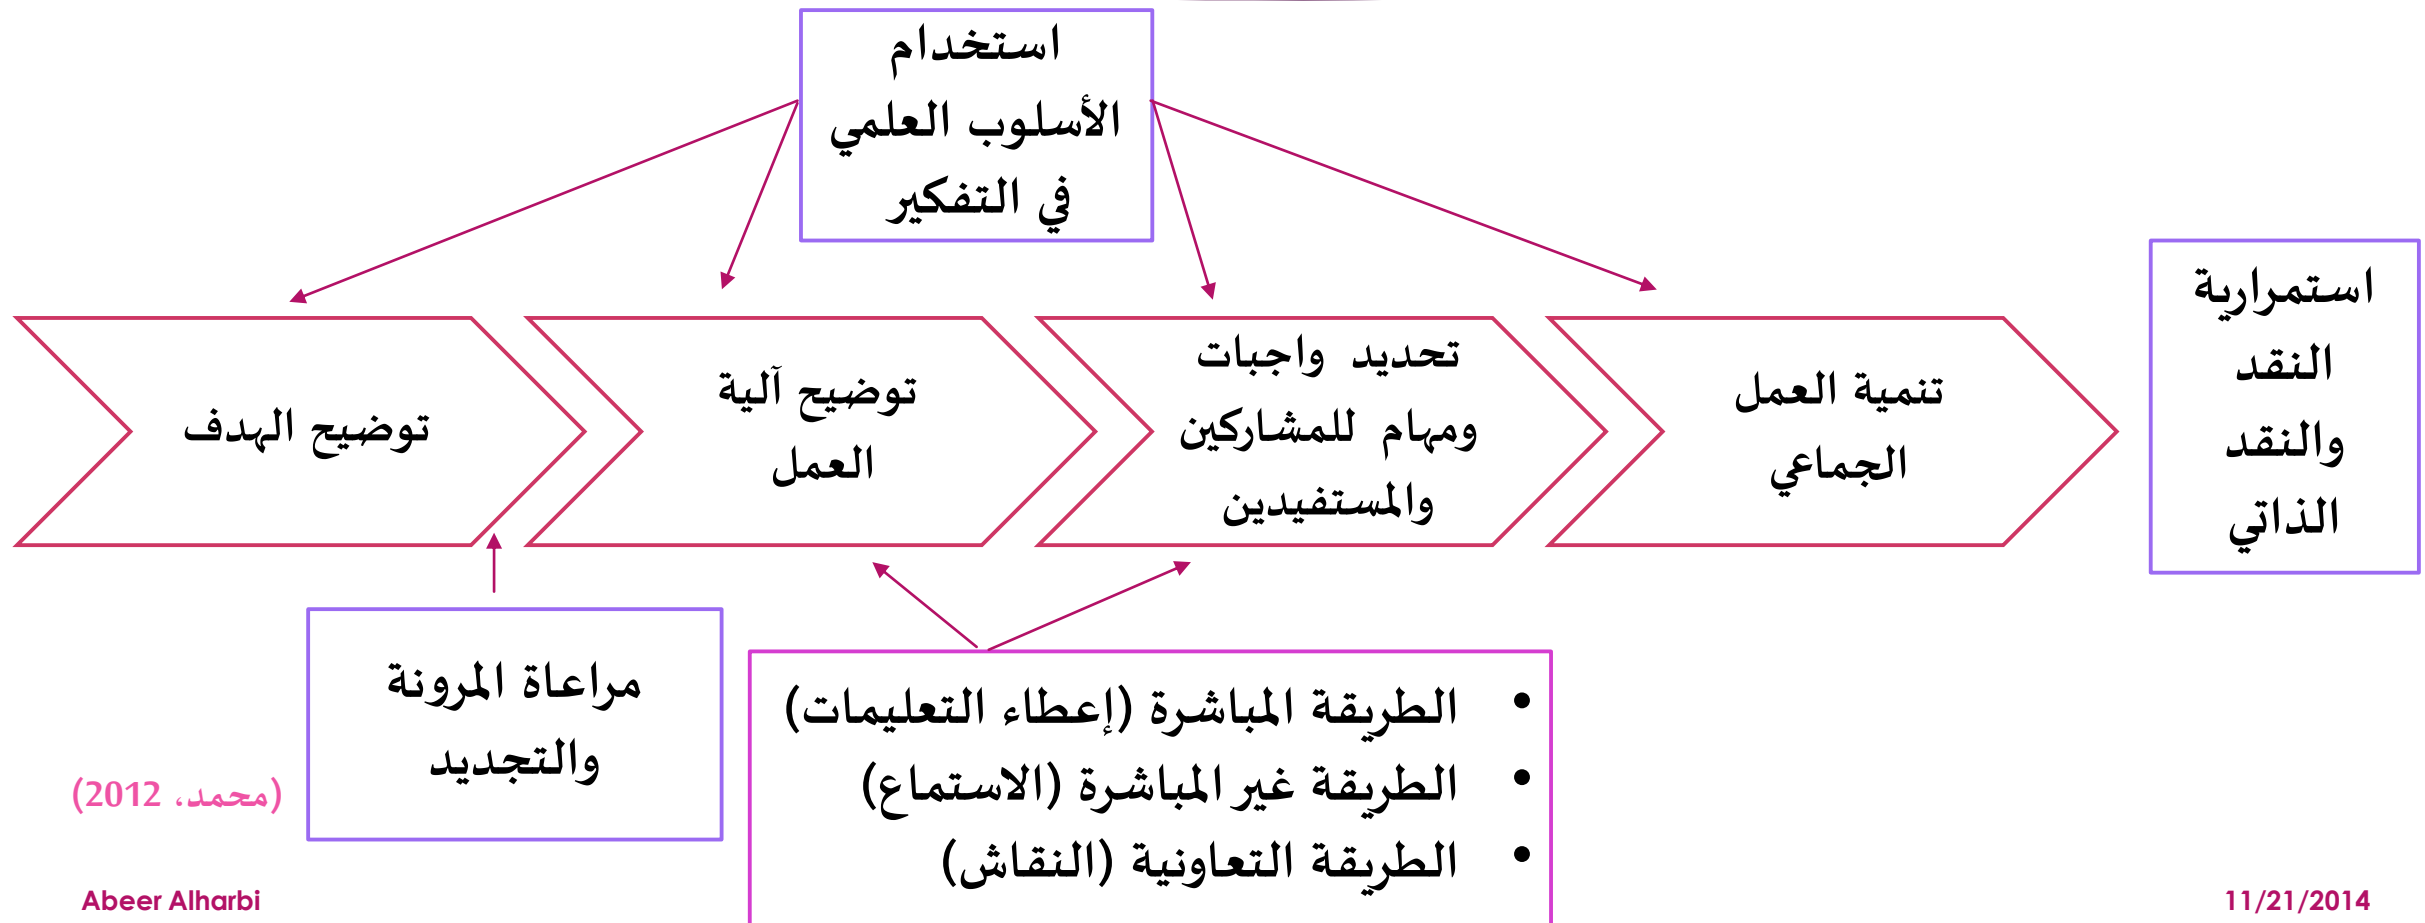 استخدام
الأسلوب العلمي
في التفكير
توضيح الهدف
توضيح آلية
العمل
تحديد واجبات
ومهام للمشاركين
والمستفيدين
تنمية العمل
الجماعي
استمرارية
النقد
والنقد
الذاتي
مراعاة المرونة
والتجديد
• الطريقة المباشرة (إعطاء التعليمات)
• الطريقة غير المباشرة (الاستماع)
• الطريقة التعاونية (النقاش)
(محمد، 2012)
Abeer Alharbi
11/21/2014